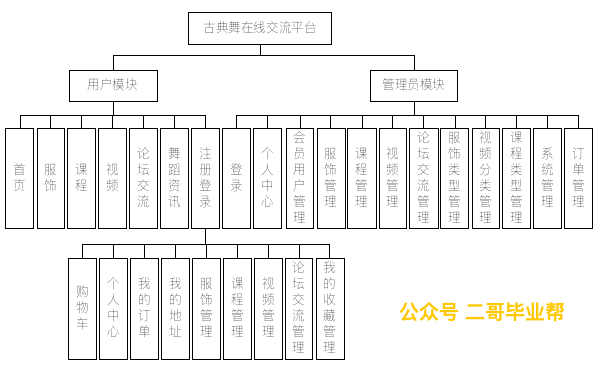 古典舞在线交流平台
用户模块
管理员模块
首页
服饰
课程
视频
论坛交流
舞蹈资讯
注册登录
登录
个人中心
会员用户管理
服饰管理
课程管理
视频管理
论坛交流管理
服饰类型管理
视频分类管理
课程类型管理
系统管理
订单管理
购物车
个人中心
我的订单
我的地址
服饰管理
课程管理
视频管理
论坛交流管理
我的收藏管理
公众号 二哥毕业帮